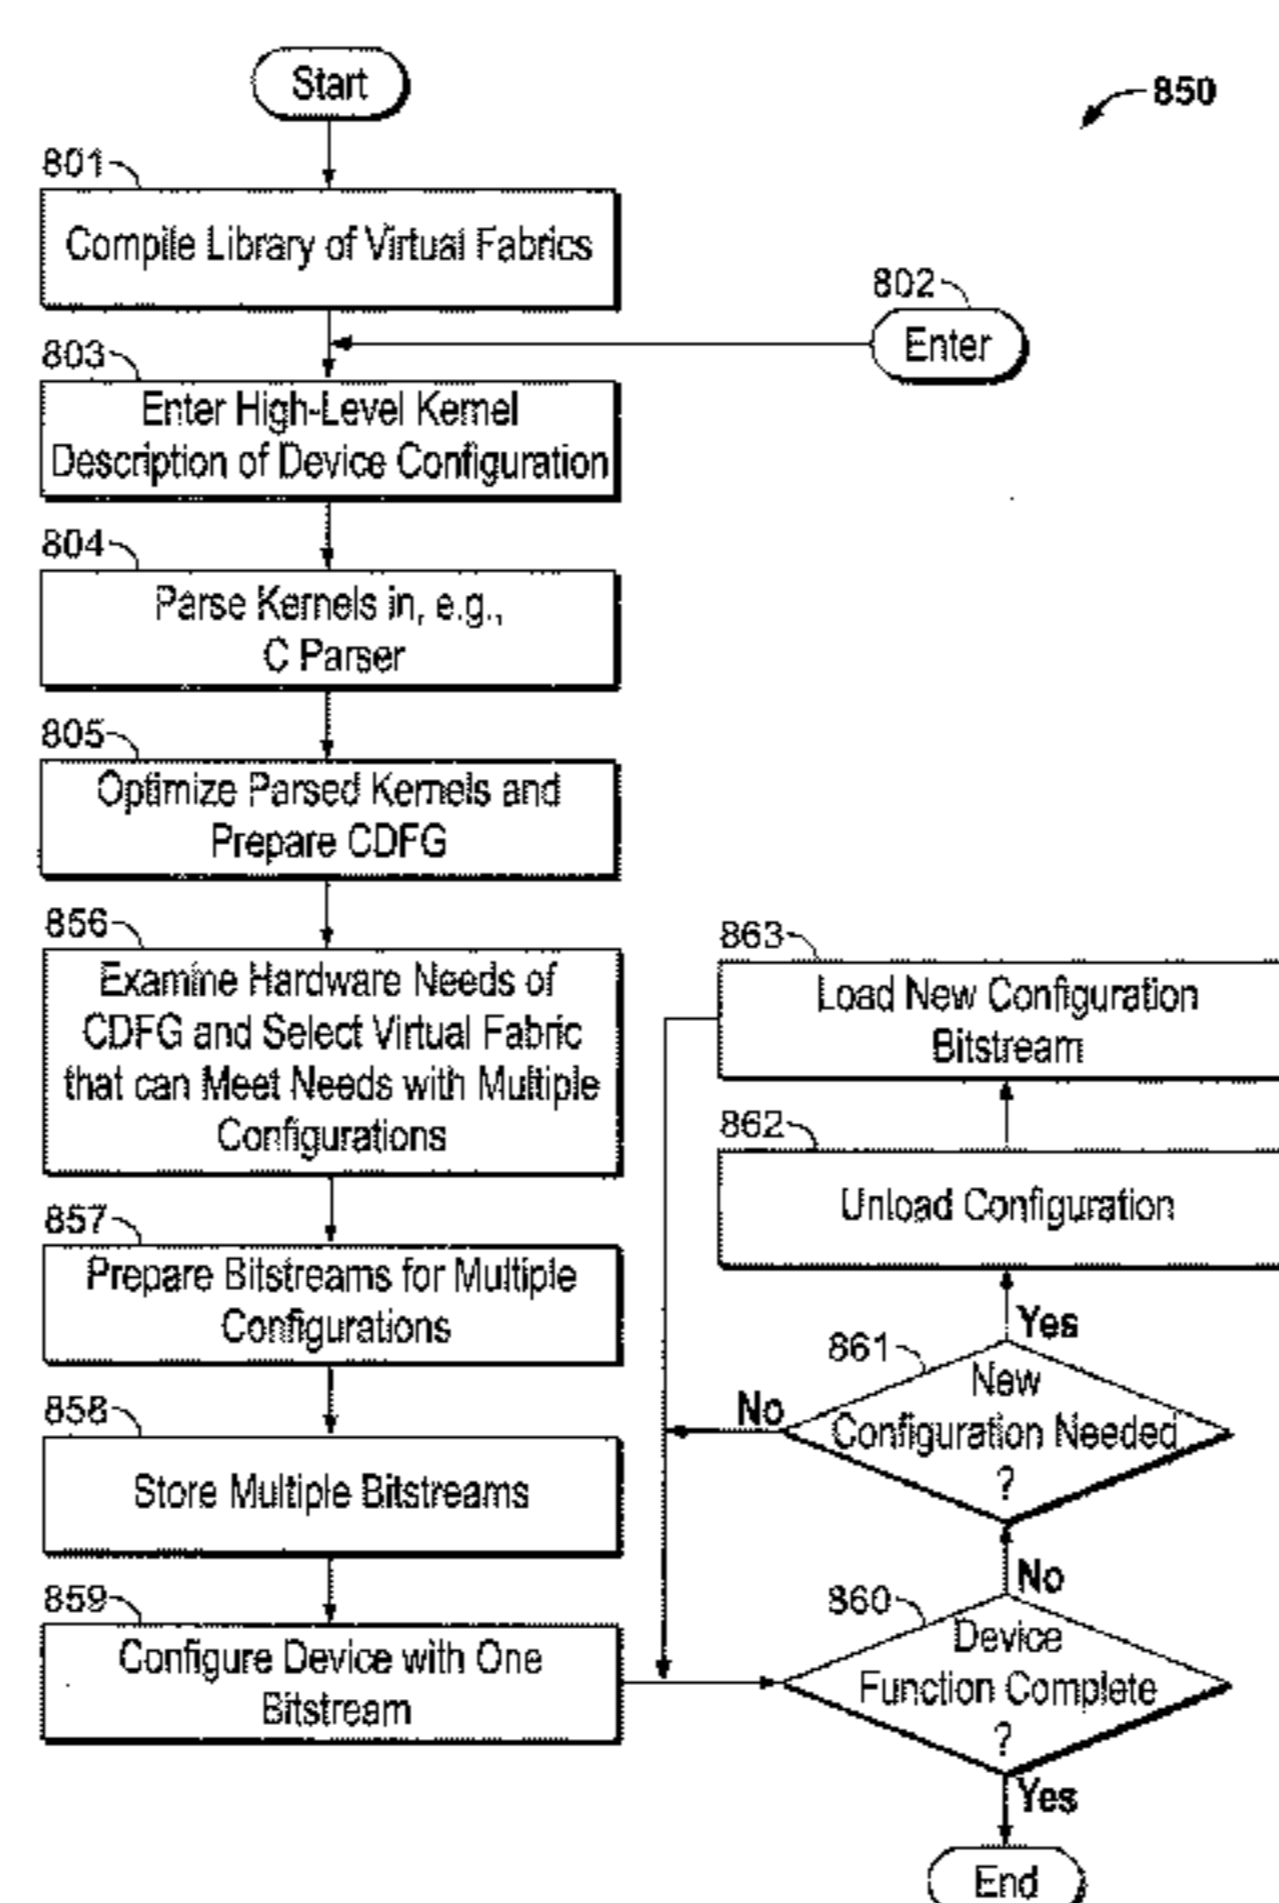 Start
850
801
Compile Library of Virtual Fabrics
802
Enter
803
Enter High-Level Kernel
Description of Device Configuration
804
Parse Kernels in, e.g.,
C Parser
805
Optimize Parsed Kernels and
Prepare CDFG
856
Examine Hardware Needs of
CDFG and Select Virtual Fabric
that can Meet Needs with Multiple
Configurations
857
Prepare Bitstreams for Multiple
Configurations
858
Store Multiple Bitstreams
859
Configure Device with One
Bitstream
863
Load New Configuration
Bitstream
862
Unload Configuration
Yes
861
New
Configuration Needed
?
No
No
860
Device
Function Complete
?
Yes
End